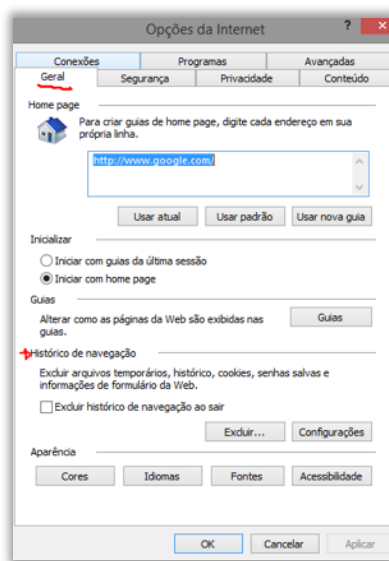 Opções da Internet
?
Conexões Programas Avançadas
Geral Segurança Privacidade Conteúdo
Home page
Para criar guias de home page, digite cada endereço em sua
própria linha.
http://www.google.com/
Usar atual Usar padrão Usar nova guia
Inicializar
Iniciar com guias da última sessão
Iniciar com home page
Guias
Alterar como as páginas da Web são exibidas nas
guias.
Guias
Histórico de navegação
Excluir arquivos temporários, histórico, cookies, senhas salvas e
informações de formulário da Web.
Excluir histórico de navegação ao sair
Excluir... Configurações
Aparência
Cores Idiomas Fontes Acessibilidade
OK Cancelar Aplicar